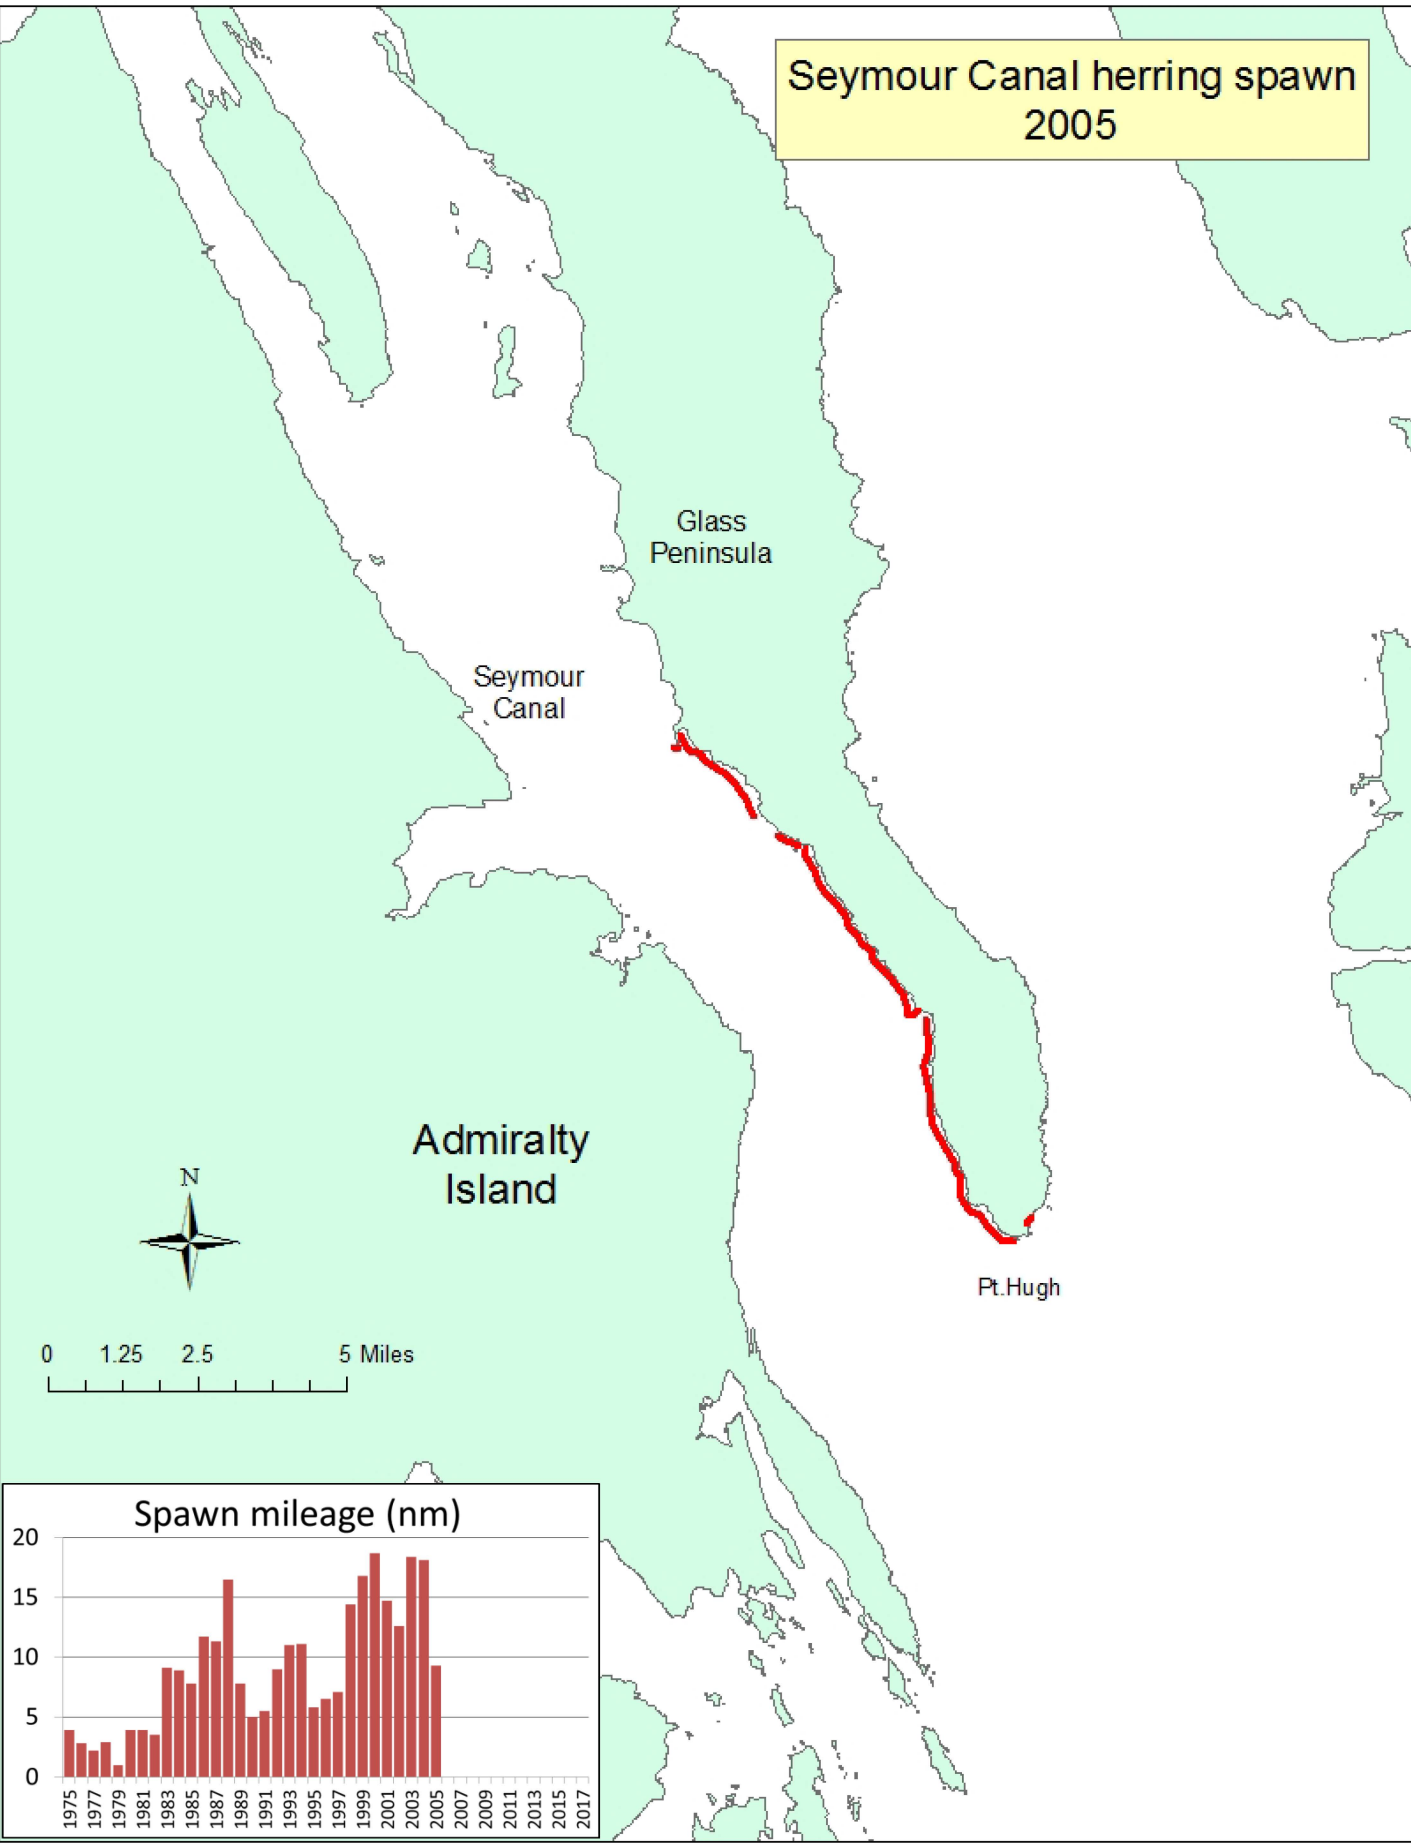 Seymour Canal herring spawn
2005
Glass
Peninsula
Seymour
Canal
Admiralty
Island
N
Pt.Hugh
0 1.25 2.5 5 Miles
Spawn mileage (nm)
20
15
10
5
0
1975 1977 1979 1981 1983 1985 1987 1989 1991 1993 1995 1997 1999 2001 2003 2005 2007 2009 2011 2013 2015 2017